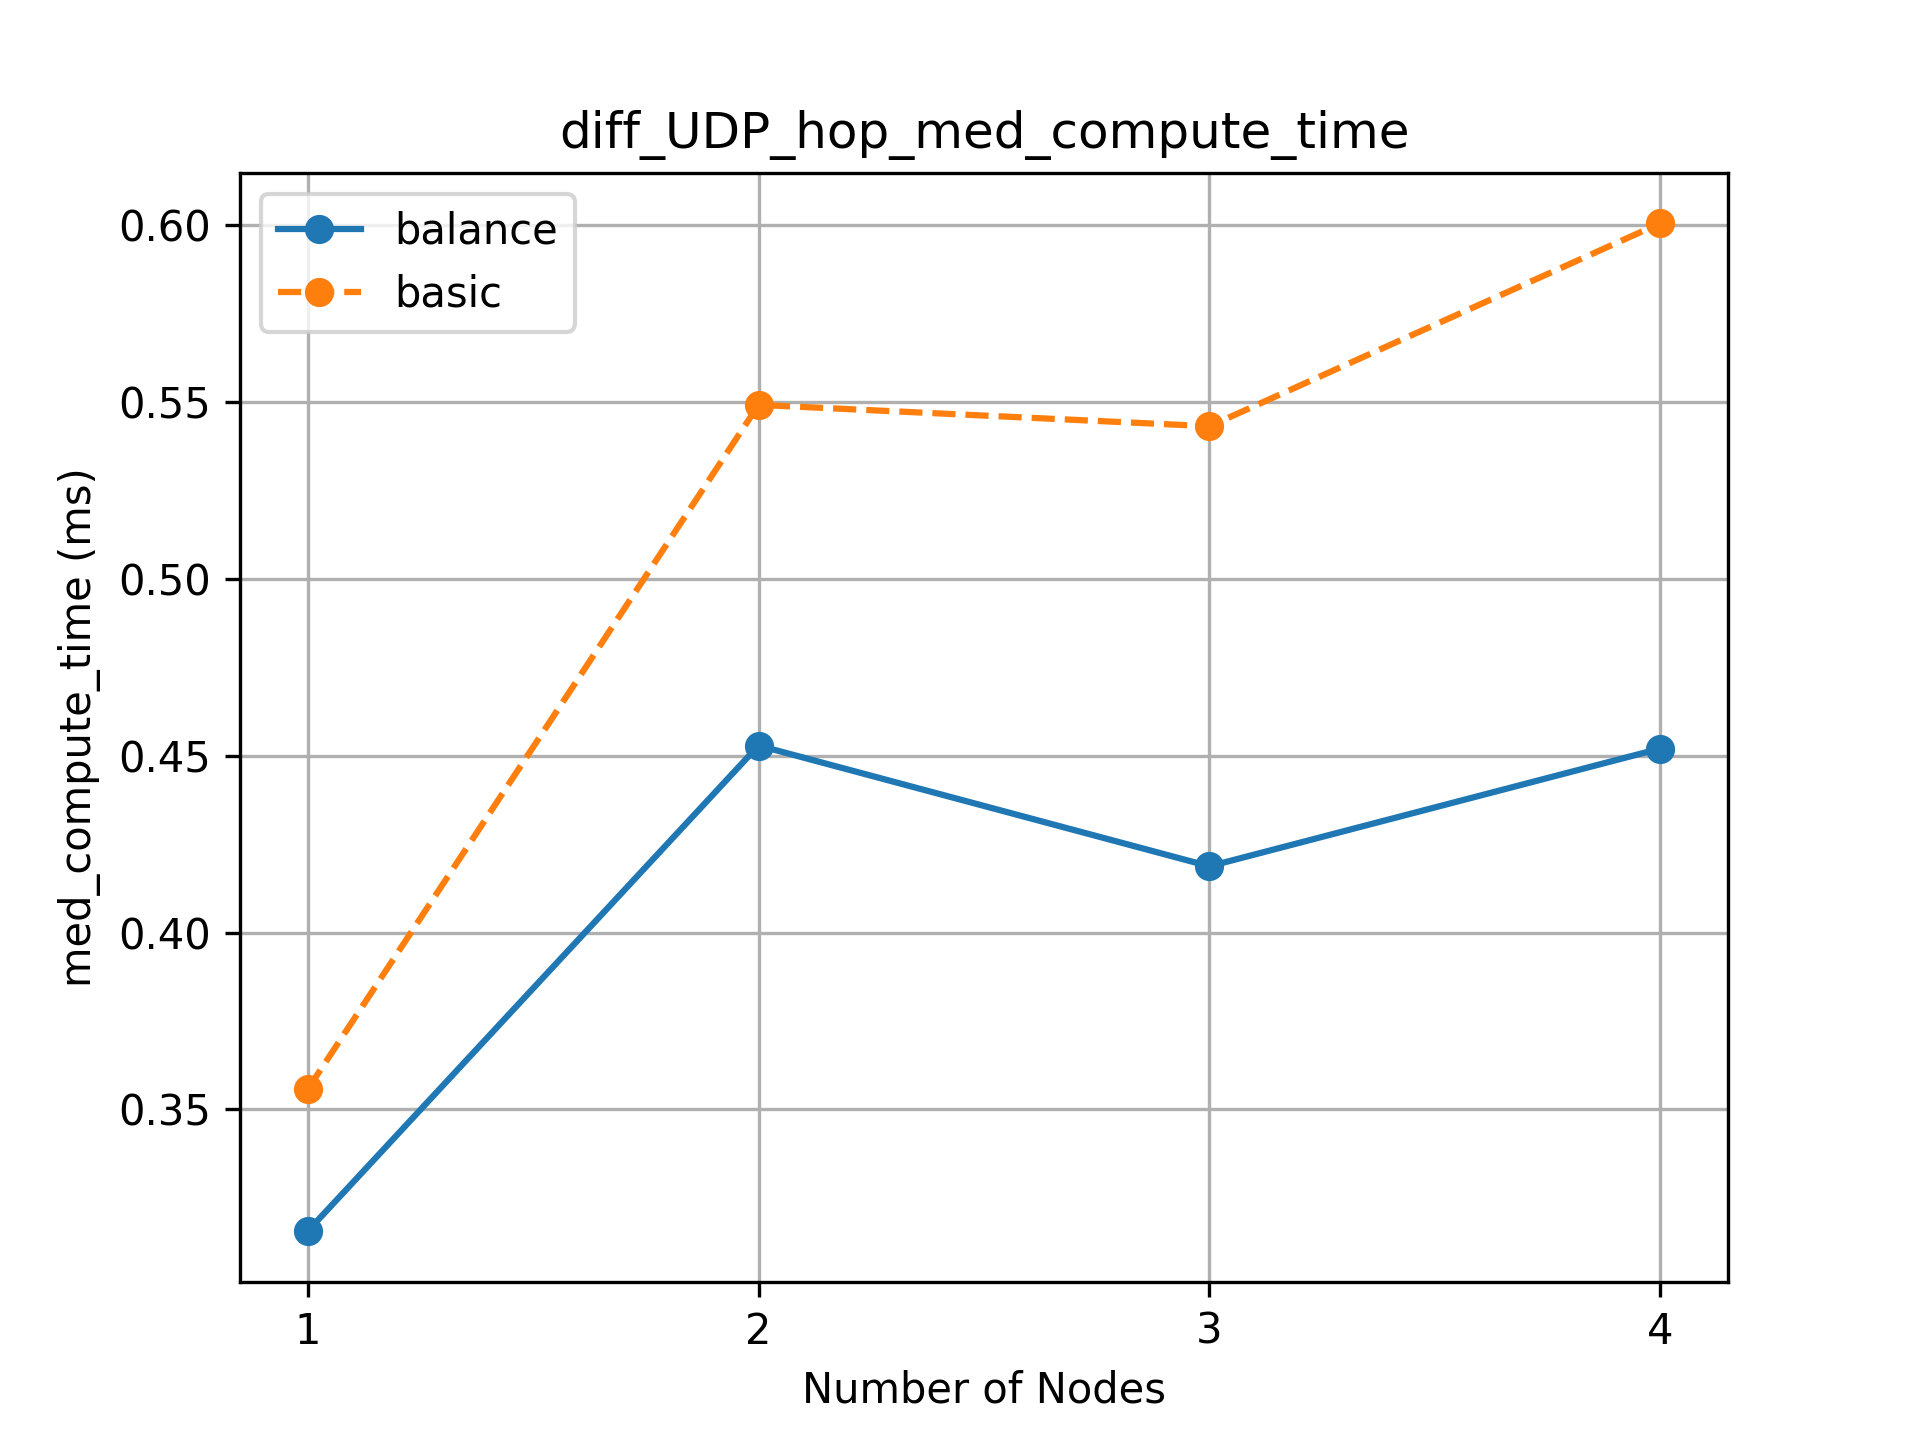 diff_UDP_hop_med_compute_time
balance
basic
0.60
0.55
0.50
0.45
0.40
0.35
med_compute_time (ms)
1
2
3
4
Number of Nodes